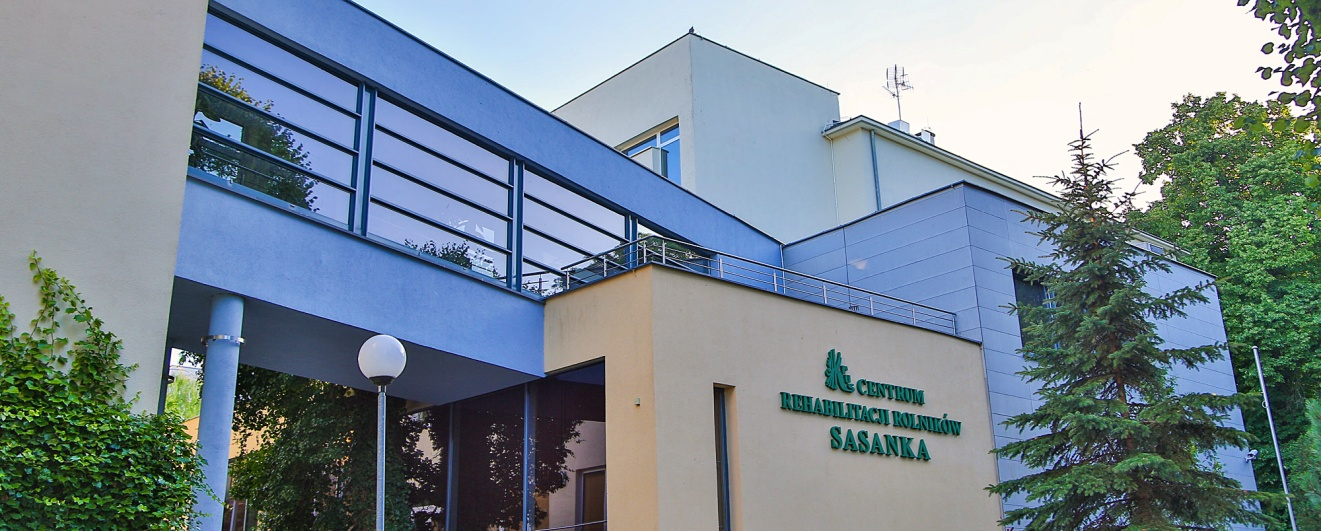 CENTRUM
REHABILITACJI ROLNIKÓW
SASANKA